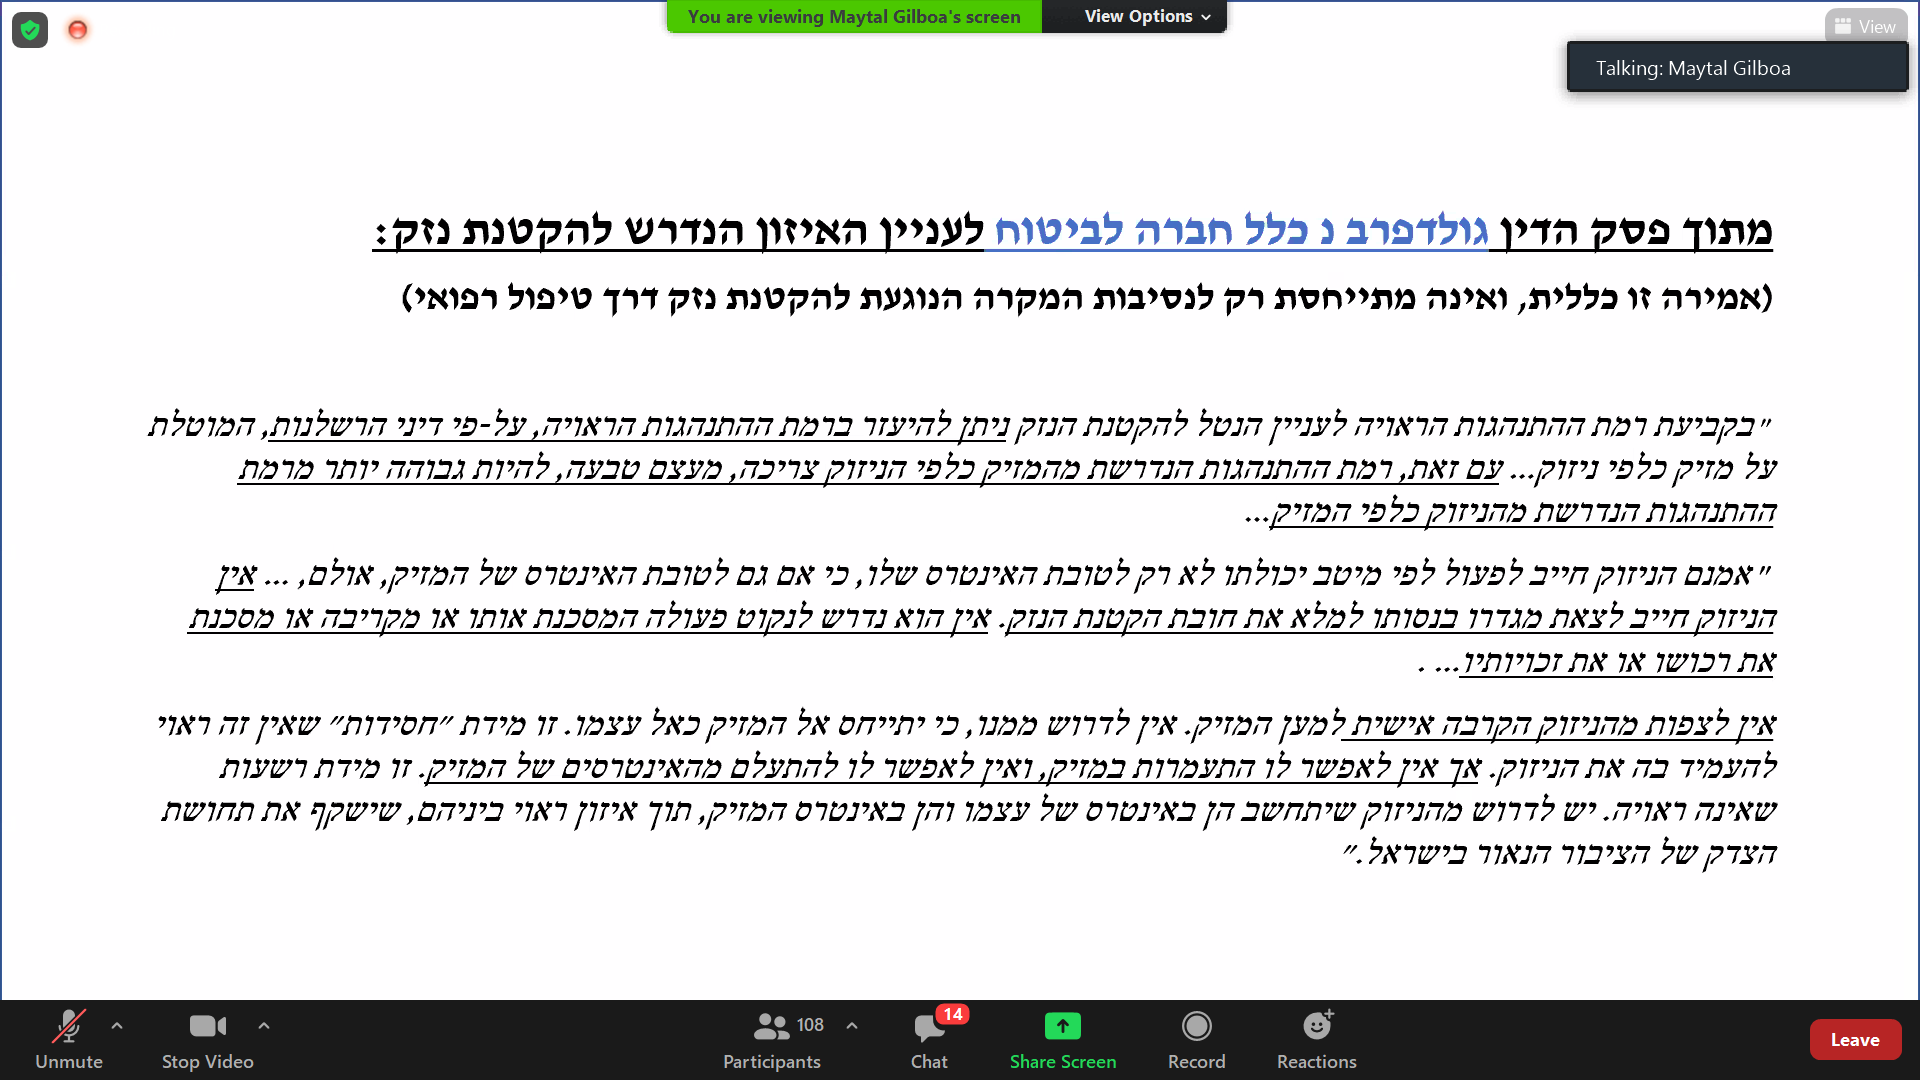 You are viewing Maytal Gilboa's screen
View Options
View
Talking: Maytal Gilboa
מתוך פסק הדין גולדפרב נ כלל חברה לביטוח לעניין האיזון הנדרש להקטנת נזק:
(אמירה זו כללית, ואינה מתייחסת רק לנסיבות המקרה הנוגעת להקטנת נזק דרך טיפול רפואי)
"בקביעת רמת ההתנהגות הראויה לעניין הנטל להקטנת הנזק ניתן להיעזר ברמת ההתנהגות הראויה, על-פי דיני הרשלנות, המוטלת
על מזיק כלפי ניזוק... עם זאת, רמת ההתנהגות הנדרשת מהמזיק כלפי הניזוק צריכה, מעצם טבעה, להיות גבוהה יותר מרמת
ההתנהגות הנדרשת מהניזוק כלפי המזיק...
"אמנם הניזוק חייב לפעול לפי מיטב יכולתו לא רק לטובת האינטרס שלו, כי אם גם לטובת האינטרס של המזיק, אולם, ... אין
הניזוק חייב לצאת מגדרו בנסותו למלא את חובת הקטנת הנזק. אין הוא נדרש לנקוט פעולה המסכנת אותו או מקריבה או מסכנת
את רכושו או את זכויותיו... .
אין לצפות מהניזוק הקרבה אישית למען המזיק. אין לדרוש ממנו, כי יתייחס אל המזיק כאל עצמו. זו מידת "חסידות" שאין זה ראוי
להעמיד בה את הניזוק. אך אין לאפשר לו התעמרות במזיק, ואין לאפשר לו להתעלם מהאינטרסים של המזיק. זו מידת רשעות
שאינה ראויה. יש לדרוש מהניזוק שיתחשב הן באינטרס של עצמו והן באינטרס המזיק, תוך איזון ראוי ביניהם, שישקף את תחושת
הצדק של הציבור הנאור בישראל."
Unmute
Stop Video
108
Participants
14
Chat
Share Screen
Record
Reactions
Leave